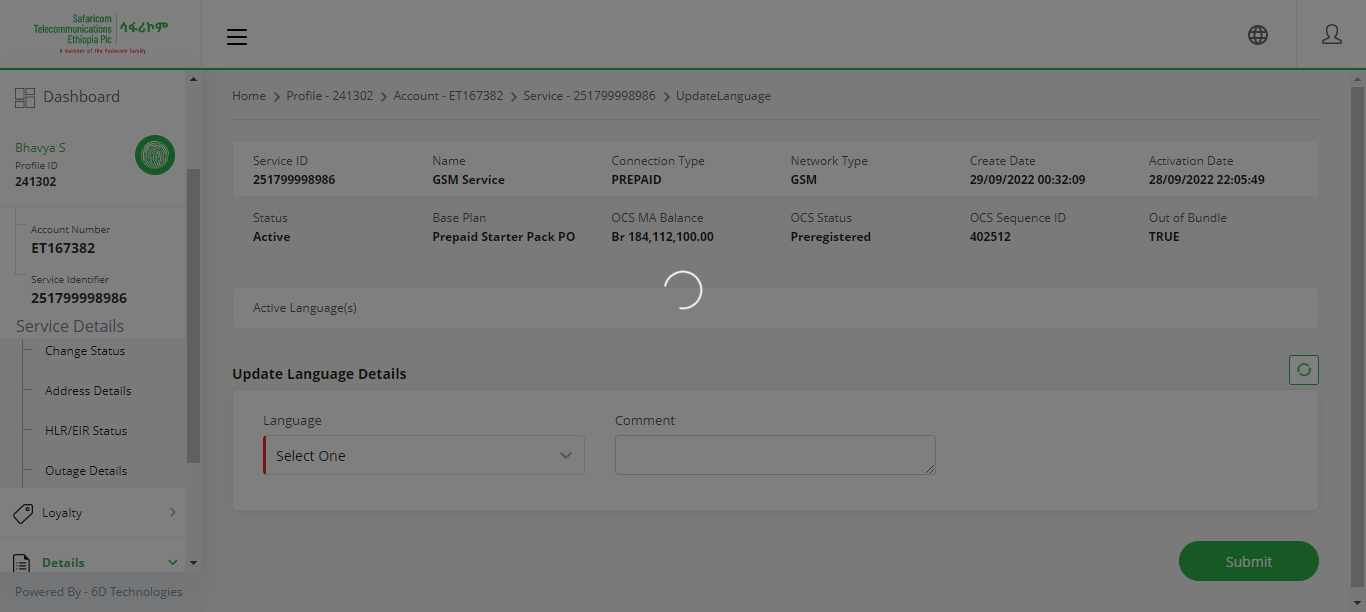 Safaricom
Telecommunications
Ethiopia Plc
ሳፋሪኮም
A member of the Vodacom family
Dashboard
Bhavya S
Profile ID
241302
Account Number
ET167382
Service Identifier
251799998986
Service Details
Change Status
Address Details
HLR/EIR Status
Outage Details
Loyalty
Details
Powered By - 6D Technologies
Home > Profile - 241302 > Account - ET167382 > Service - 251799998986 > UpdateLanguage
Service ID Name Connection Type Network Type Create Date Activation Date
251799998986 GSM Service PREPAID GSM 29/09/2022 00:32:09 28/09/2022 22:05:49
Status Base Plan OCS MA Balance OCS Status OCS Sequence ID Out of Bundle
Active Prepaid Starter Pack PO Br 184,112,100.00 Preregistered 402512 TRUE
Active Language(s)
Update Language Details
Language Comment
Select One
Submit